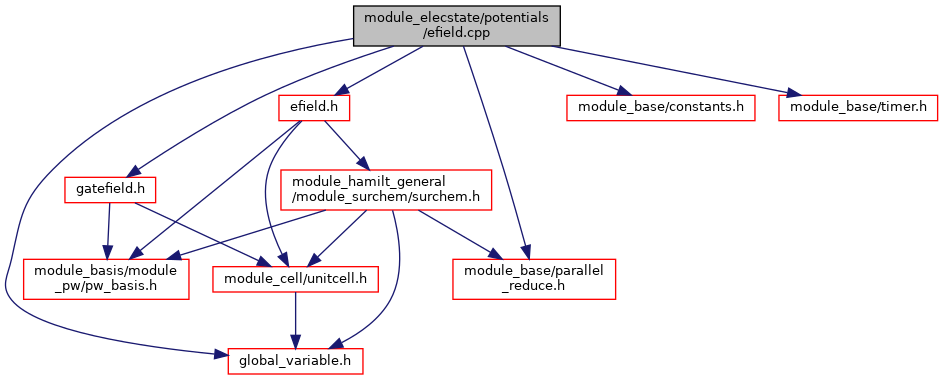 module_elecstate/potentials
/efield.cpp
efield.h
module_base/constants.h
module_base/timer.h
gatefield.h
module_hamilt_general
/module_surchem/surchem.h
module_basis/module
_pw/pw_basis.h
module_cell/unitcell.h
module_base/parallel
_reduce.h
global_variable.h